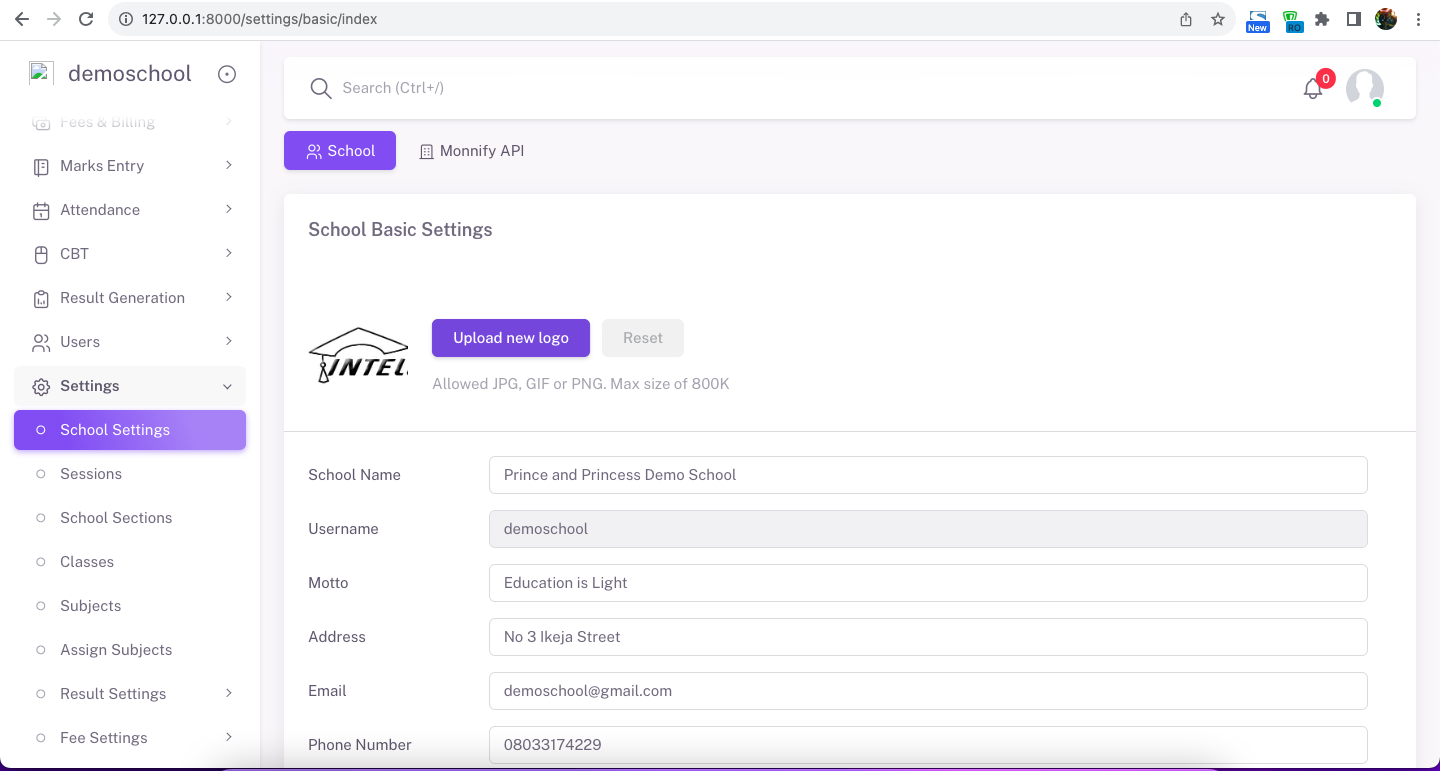 127.0.0.1:8000/settings/basic/index
New
RQ
demoschool
Search (Ctrl+/)
0
Fees & Billing
Marks Entry
Attendance
CBT
Result Generation
Users
Settings
School Settings
Sessions
School Sections
Classes
Subjects
Assign Subjects
Result Settings
Fee Settings
School
Monnify API
School Basic Settings
INTEL
Upload new logo
Reset
Allowed JPG, GIF or PNG. Max size of 800K
School Name
Prince and Princess Demo School
Username
demoschool
Motto
Education is Light
Address
No 3 Ikeja Street
Email
demoschool@gmail.com
Phone Number
08033174229